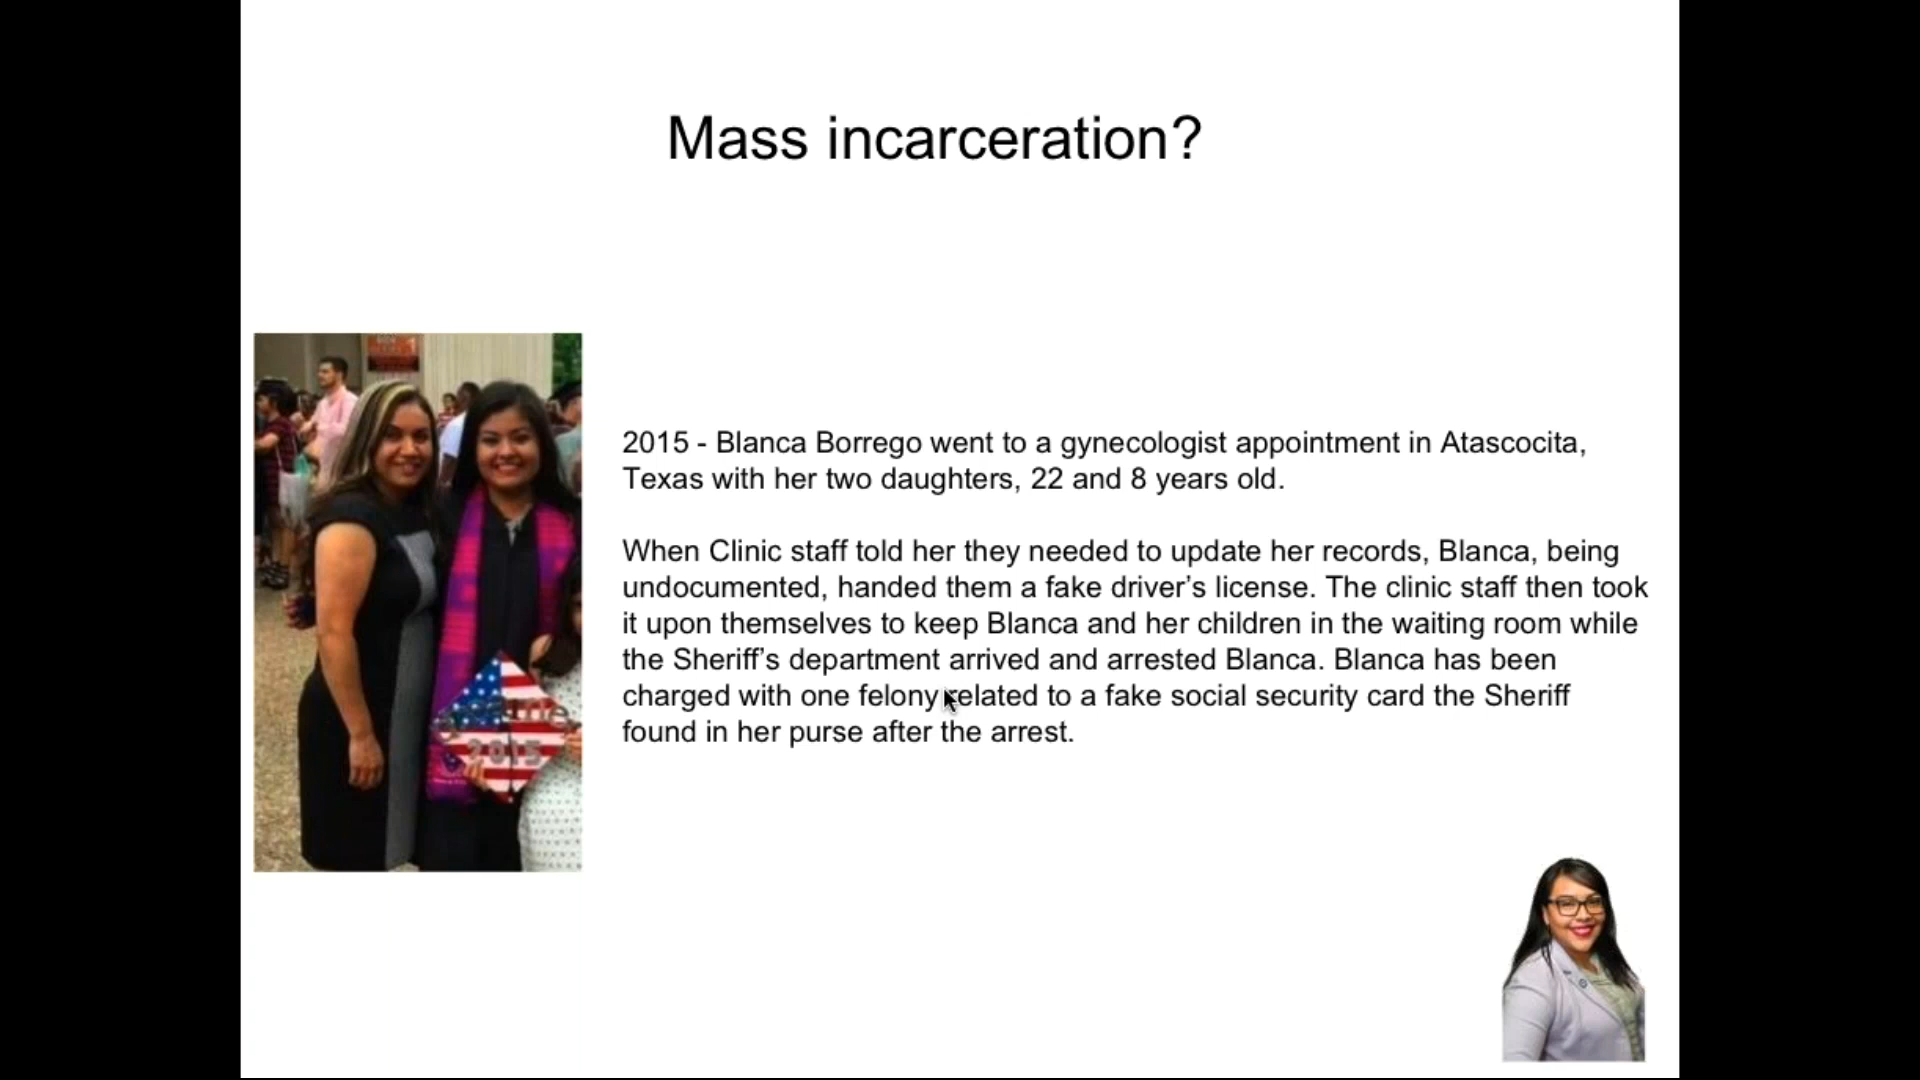 Mass incarceration?
2015 - Blanca Borrego went to a gynecologist appointment in Atascocita,
Texas with her two daughters, 22 and 8 years old.
When Clinic staff told her they needed to update her records, Blanca, being
undocumented, handed them a fake driver’s license. The clinic staff then took
it upon themselves to keep Blanca and her children in the waiting room while
the Sheriff’s department arrived and arrested Blanca. Blanca has been
charged with one felony related to a fake social security card the Sheriff
found in her purse after the arrest.
2015